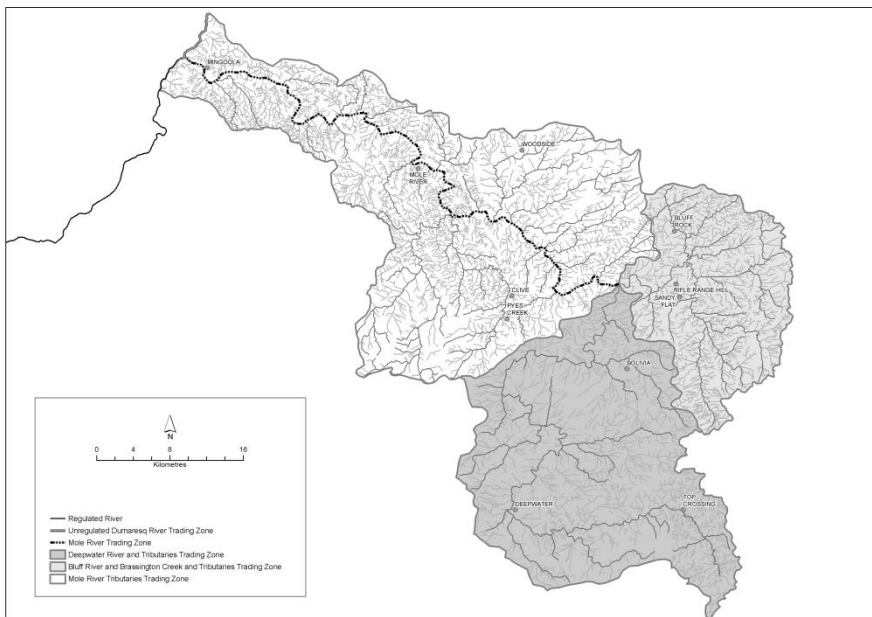 MINGOOLA
WOODSIDE
MOLE
RIVER
BLUFF
ROCK
RIFLE RANGE HILL
SANDY
FLAT
CLIVE
PYES
CREEK
BOLIVIA
DEEPWATER
TOP
CROSSING
N
0 4 8 16
Kilometres
Regulated River
Unregulated Dumaresq River Trading Zone
Mole River Trading Zone
Deepwater River and Tributaries Trading Zone
Bluff River and Brassington Creek and Tributaries Trading Zone
Mole River Tributaries Trading Zone